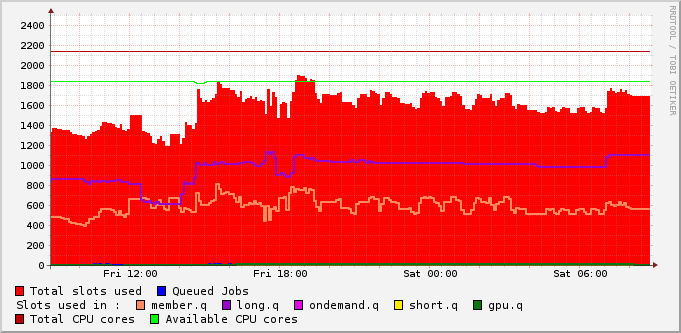 RRDTOOL / TOBI OETIKER
2400
2200
2000
1800
1600
1400
1200
1000
800
600
400
200
0
Fri 12:00 Fri 18:00 Sat 00:00 Sat 06:00
Total slots used Queued Jobs
Slots used in : member.q long.q ondemand.q short.q gpu.q
Total CPU cores Available CPU cores